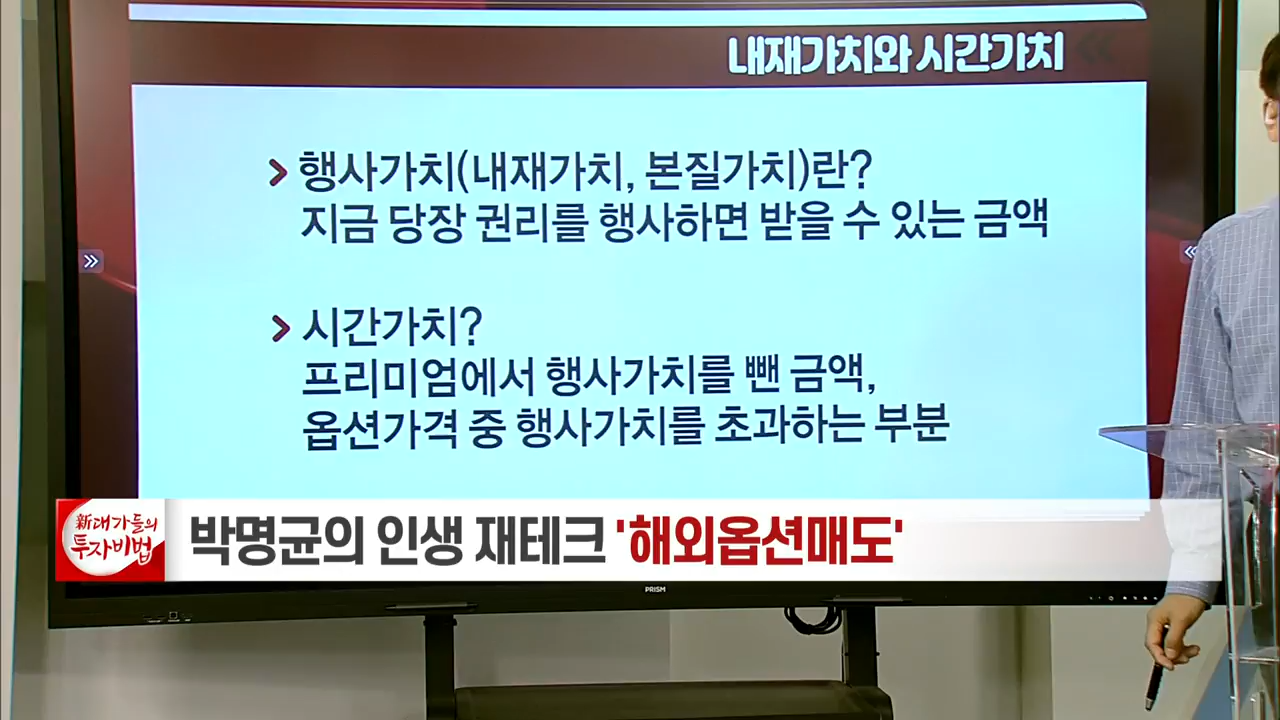 내재가치와 시간가치
행사가치(내재가치, 본질가치)란?
지금 당장 권리를 행사하면 받을 수 있는 금액
시간가치?
프리미엄에서 행사가치를 뺀 금액,
옵션가격 중 행사가치를 초과하는 부분
新 대가들의
투자비법
박명균의 인생 재테크 '해외옵션매도'
PRISM